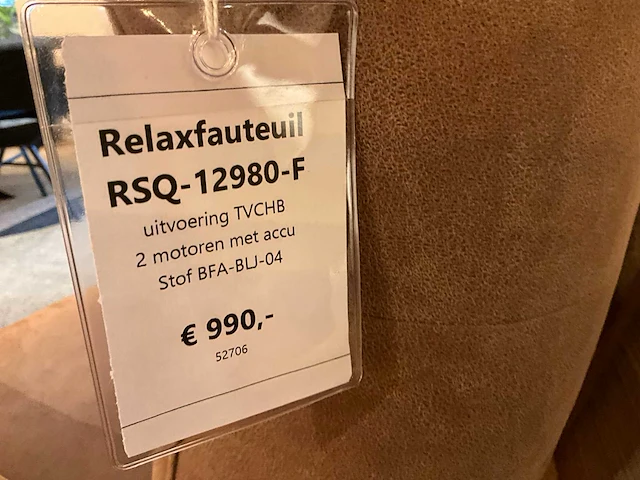 Relaxfauteuil
RSQ-12980-F
uitvoering TVCHB
2 motoren met accu
Stof BFA-BLJ-04
€ 990,-
52706